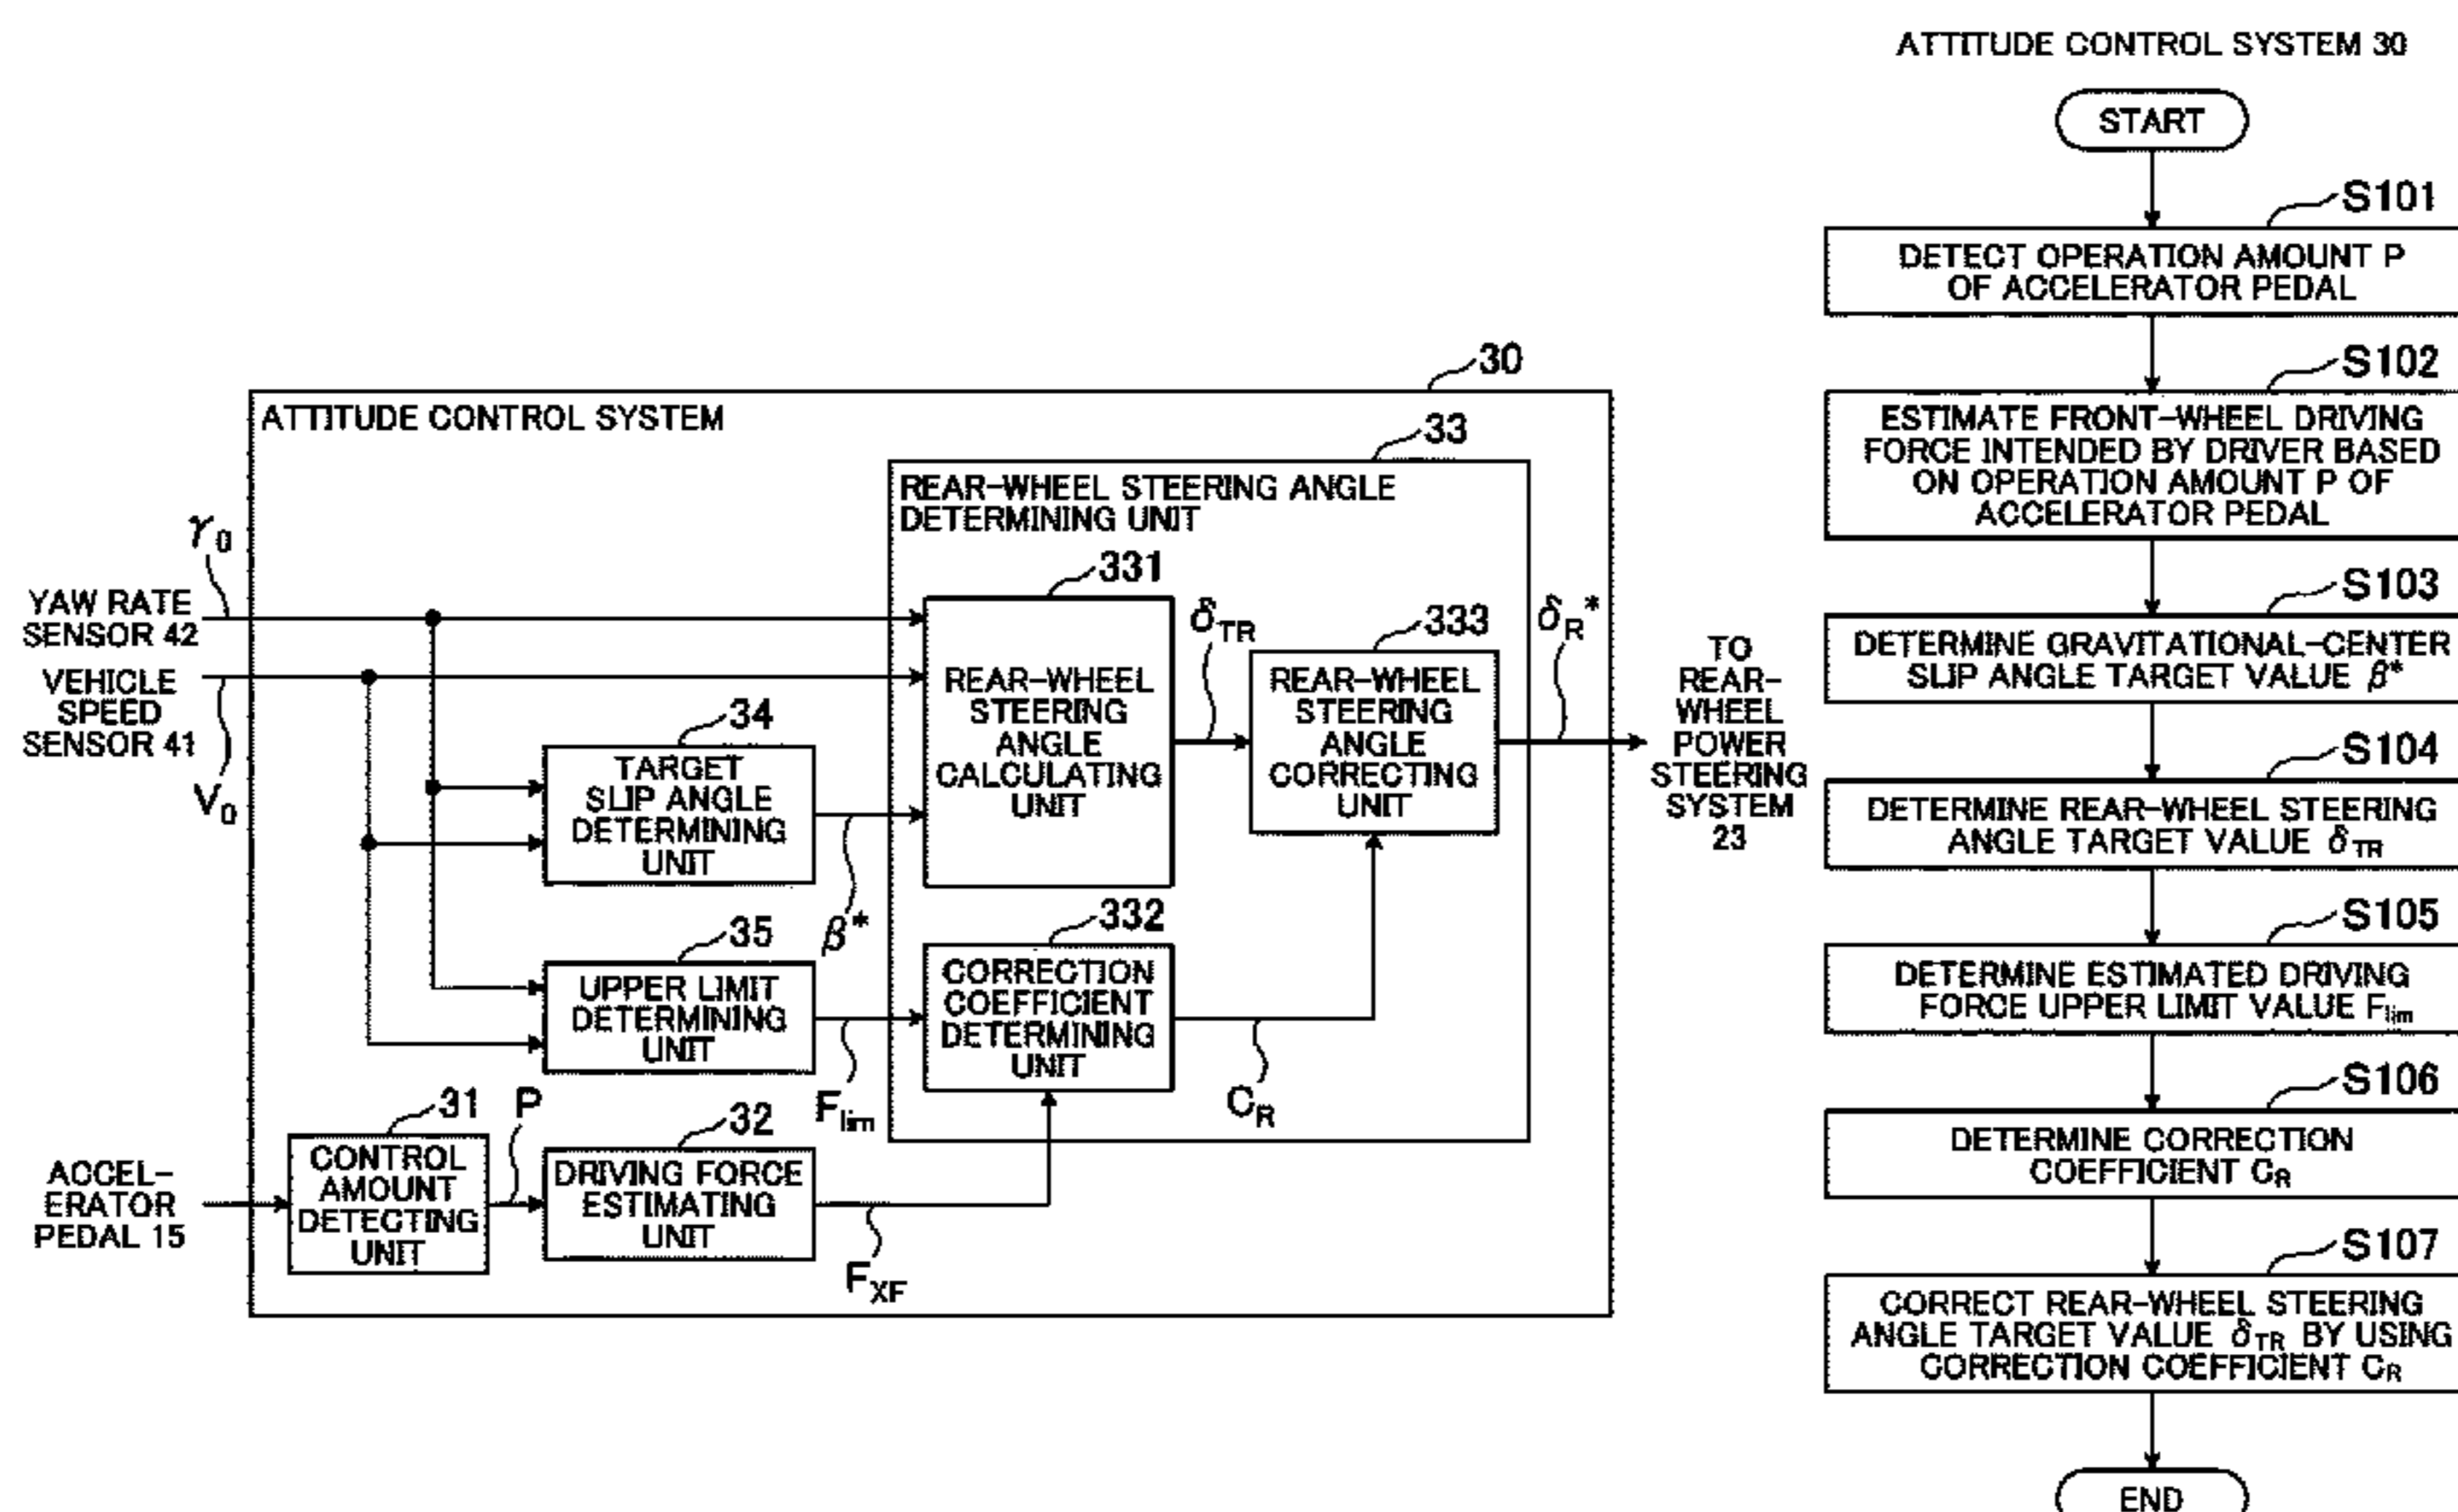 ATTITUDE CONTROL SYSTEM 30
START
S101
DETECT OPERATION AMOUNT P
OF ACCELERATOR PEDAL
S102
ESTIMATE FRONT-WHEEL DRIVING
FORCE INTENDED BY DRIVER BASED
ON OPERATION AMOUNT P OF
ACCELERATOR PEDAL
S103
DETERMINE GRAVITATIONAL-CENTER
SLIP ANGLE TARGET VALUE β*
S104
DETERMINE REAR-WHEEL STEERING
ANGLE TARGET VALUE δTR
S105
DETERMINE ESTIMATED DRIVING
FORCE UPPER LIMIT VALUE Flim
S106
DETERMINE CORRECTION
COEFFICIENT CR
S107
CORRECT REAR-WHEEL STEERING
ANGLE TARGET VALUE δTR BY USING
CORRECTION COEFFICIENT CR
END
30
ATTITUDE CONTROL SYSTEM
33
REAR-WHEEL STEERING ANGLE
DETERMINING UNIT
γ0
YAW RATE
SENSOR 42
VEHICLE
SPEED
SENSOR 41
V0
331
REAR-WHEEL
STEERING
ANGLE
CALCULATING
UNIT
δTR
333
REAR-WHEEL
STEERING
ANGLE
CORRECTING
UNIT
δR*
TO
REAR-
WHEEL
POWER
STEERING
SYSTEM
23
34
TARGET
SLIP ANGLE
DETERMINING
UNIT
β*
35
UPPER LIMIT
DETERMINING
UNIT
Flim
332
CORRECTION
COEFFICIENT
DETERMINING
UNIT
CR
ACCEL-
ERATOR
PEDAL 15
31
CONTROL
AMOUNT
DETECTING
UNIT
P
32
DRIVING FORCE
ESTIMATING
UNIT
FXF